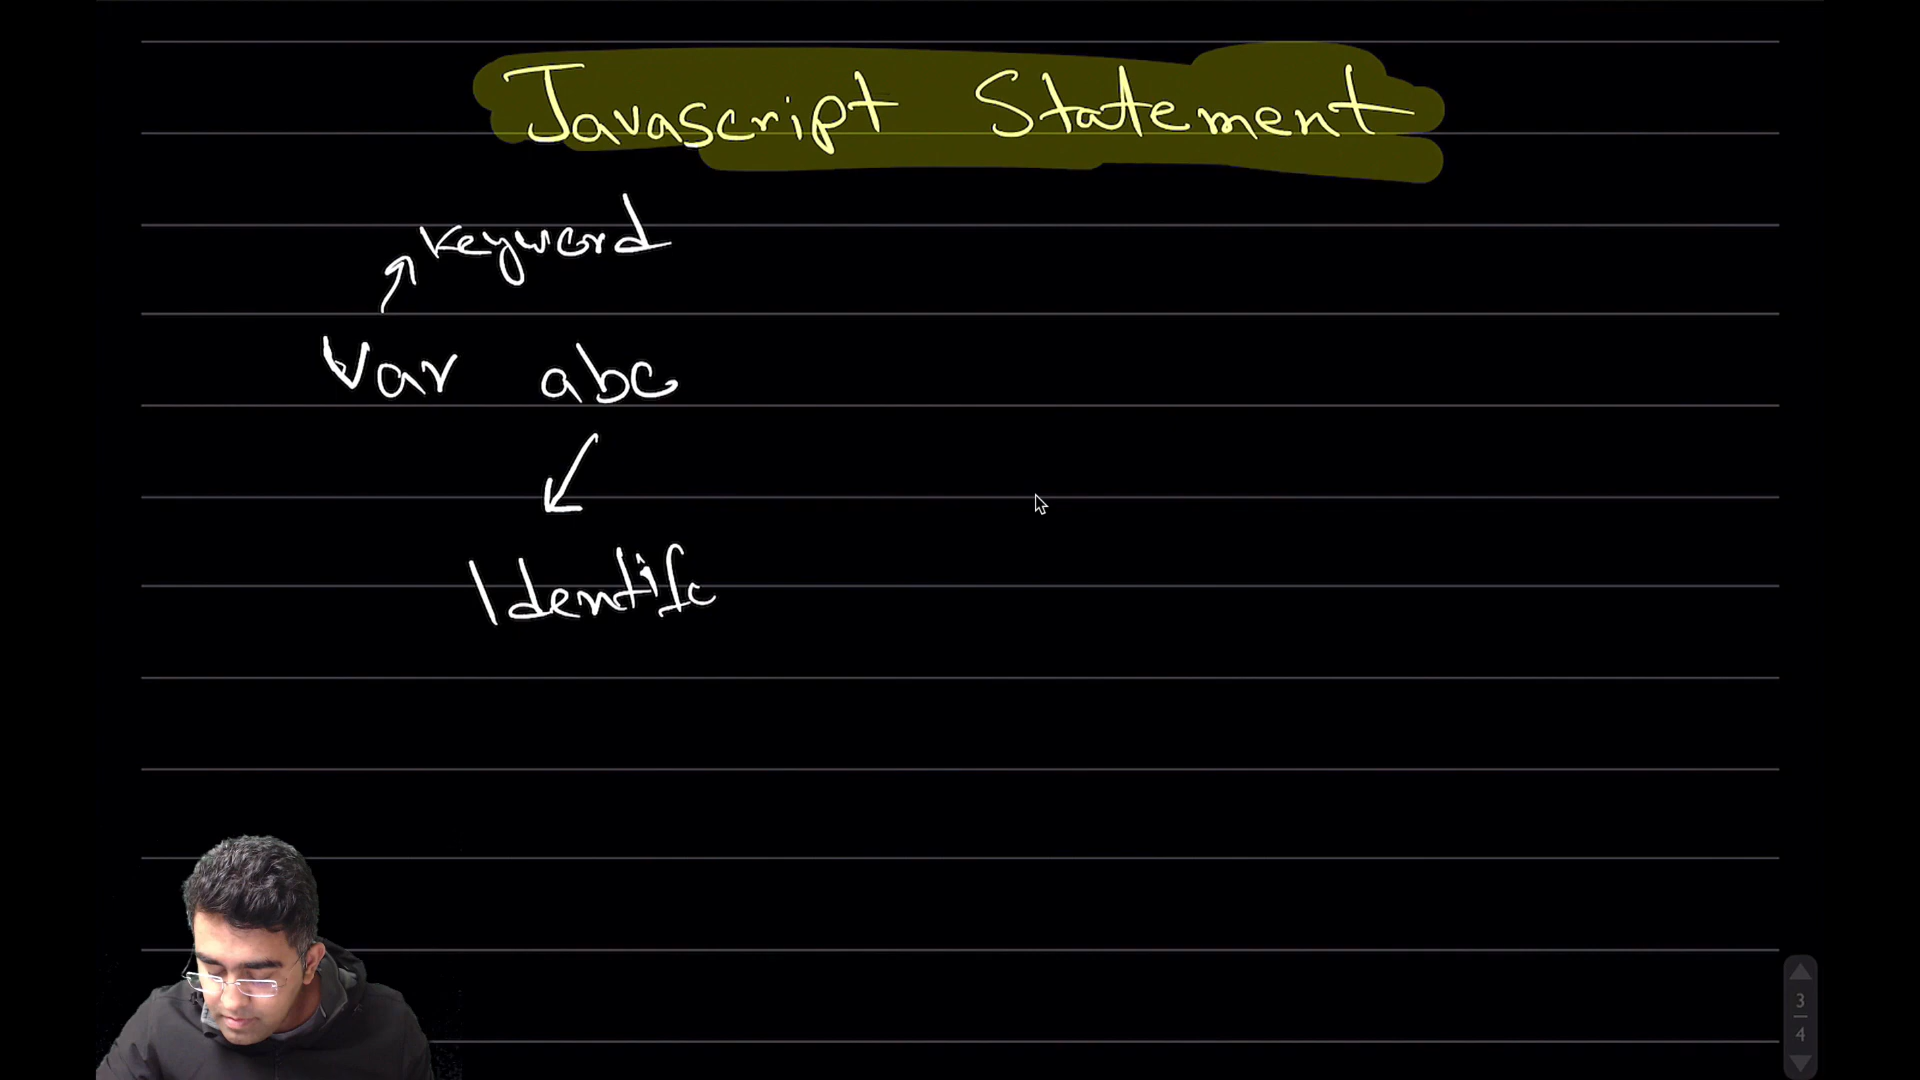 Javascript Statement
Keyword
Var abc
Identifc
3
4